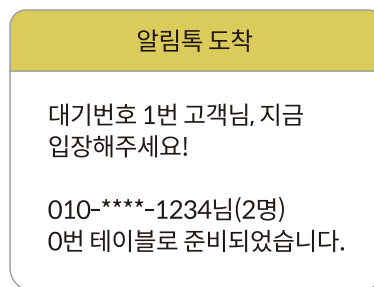 알림톡 도착
대기번호 1번 고객님, 지금
입장해주세요!
010-****-1234님(2명)
0번 테이블로 준비되었습니다.